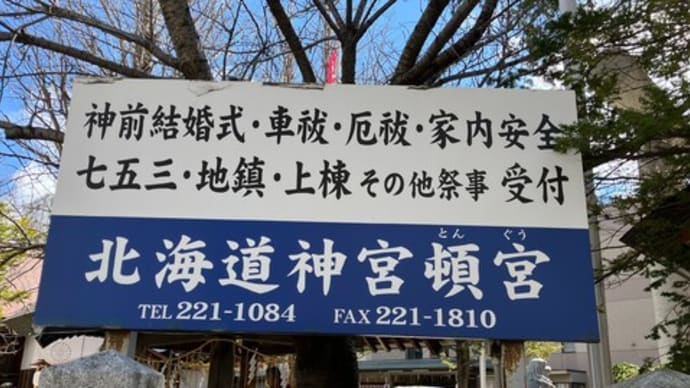 神前結婚式・車祓・厄祓・家内安全
七五三・地鎮・上棟その他祭事 受付
とん ぐう
北海道神宮頓宮
TEL 221-1084 FAX 221-1810